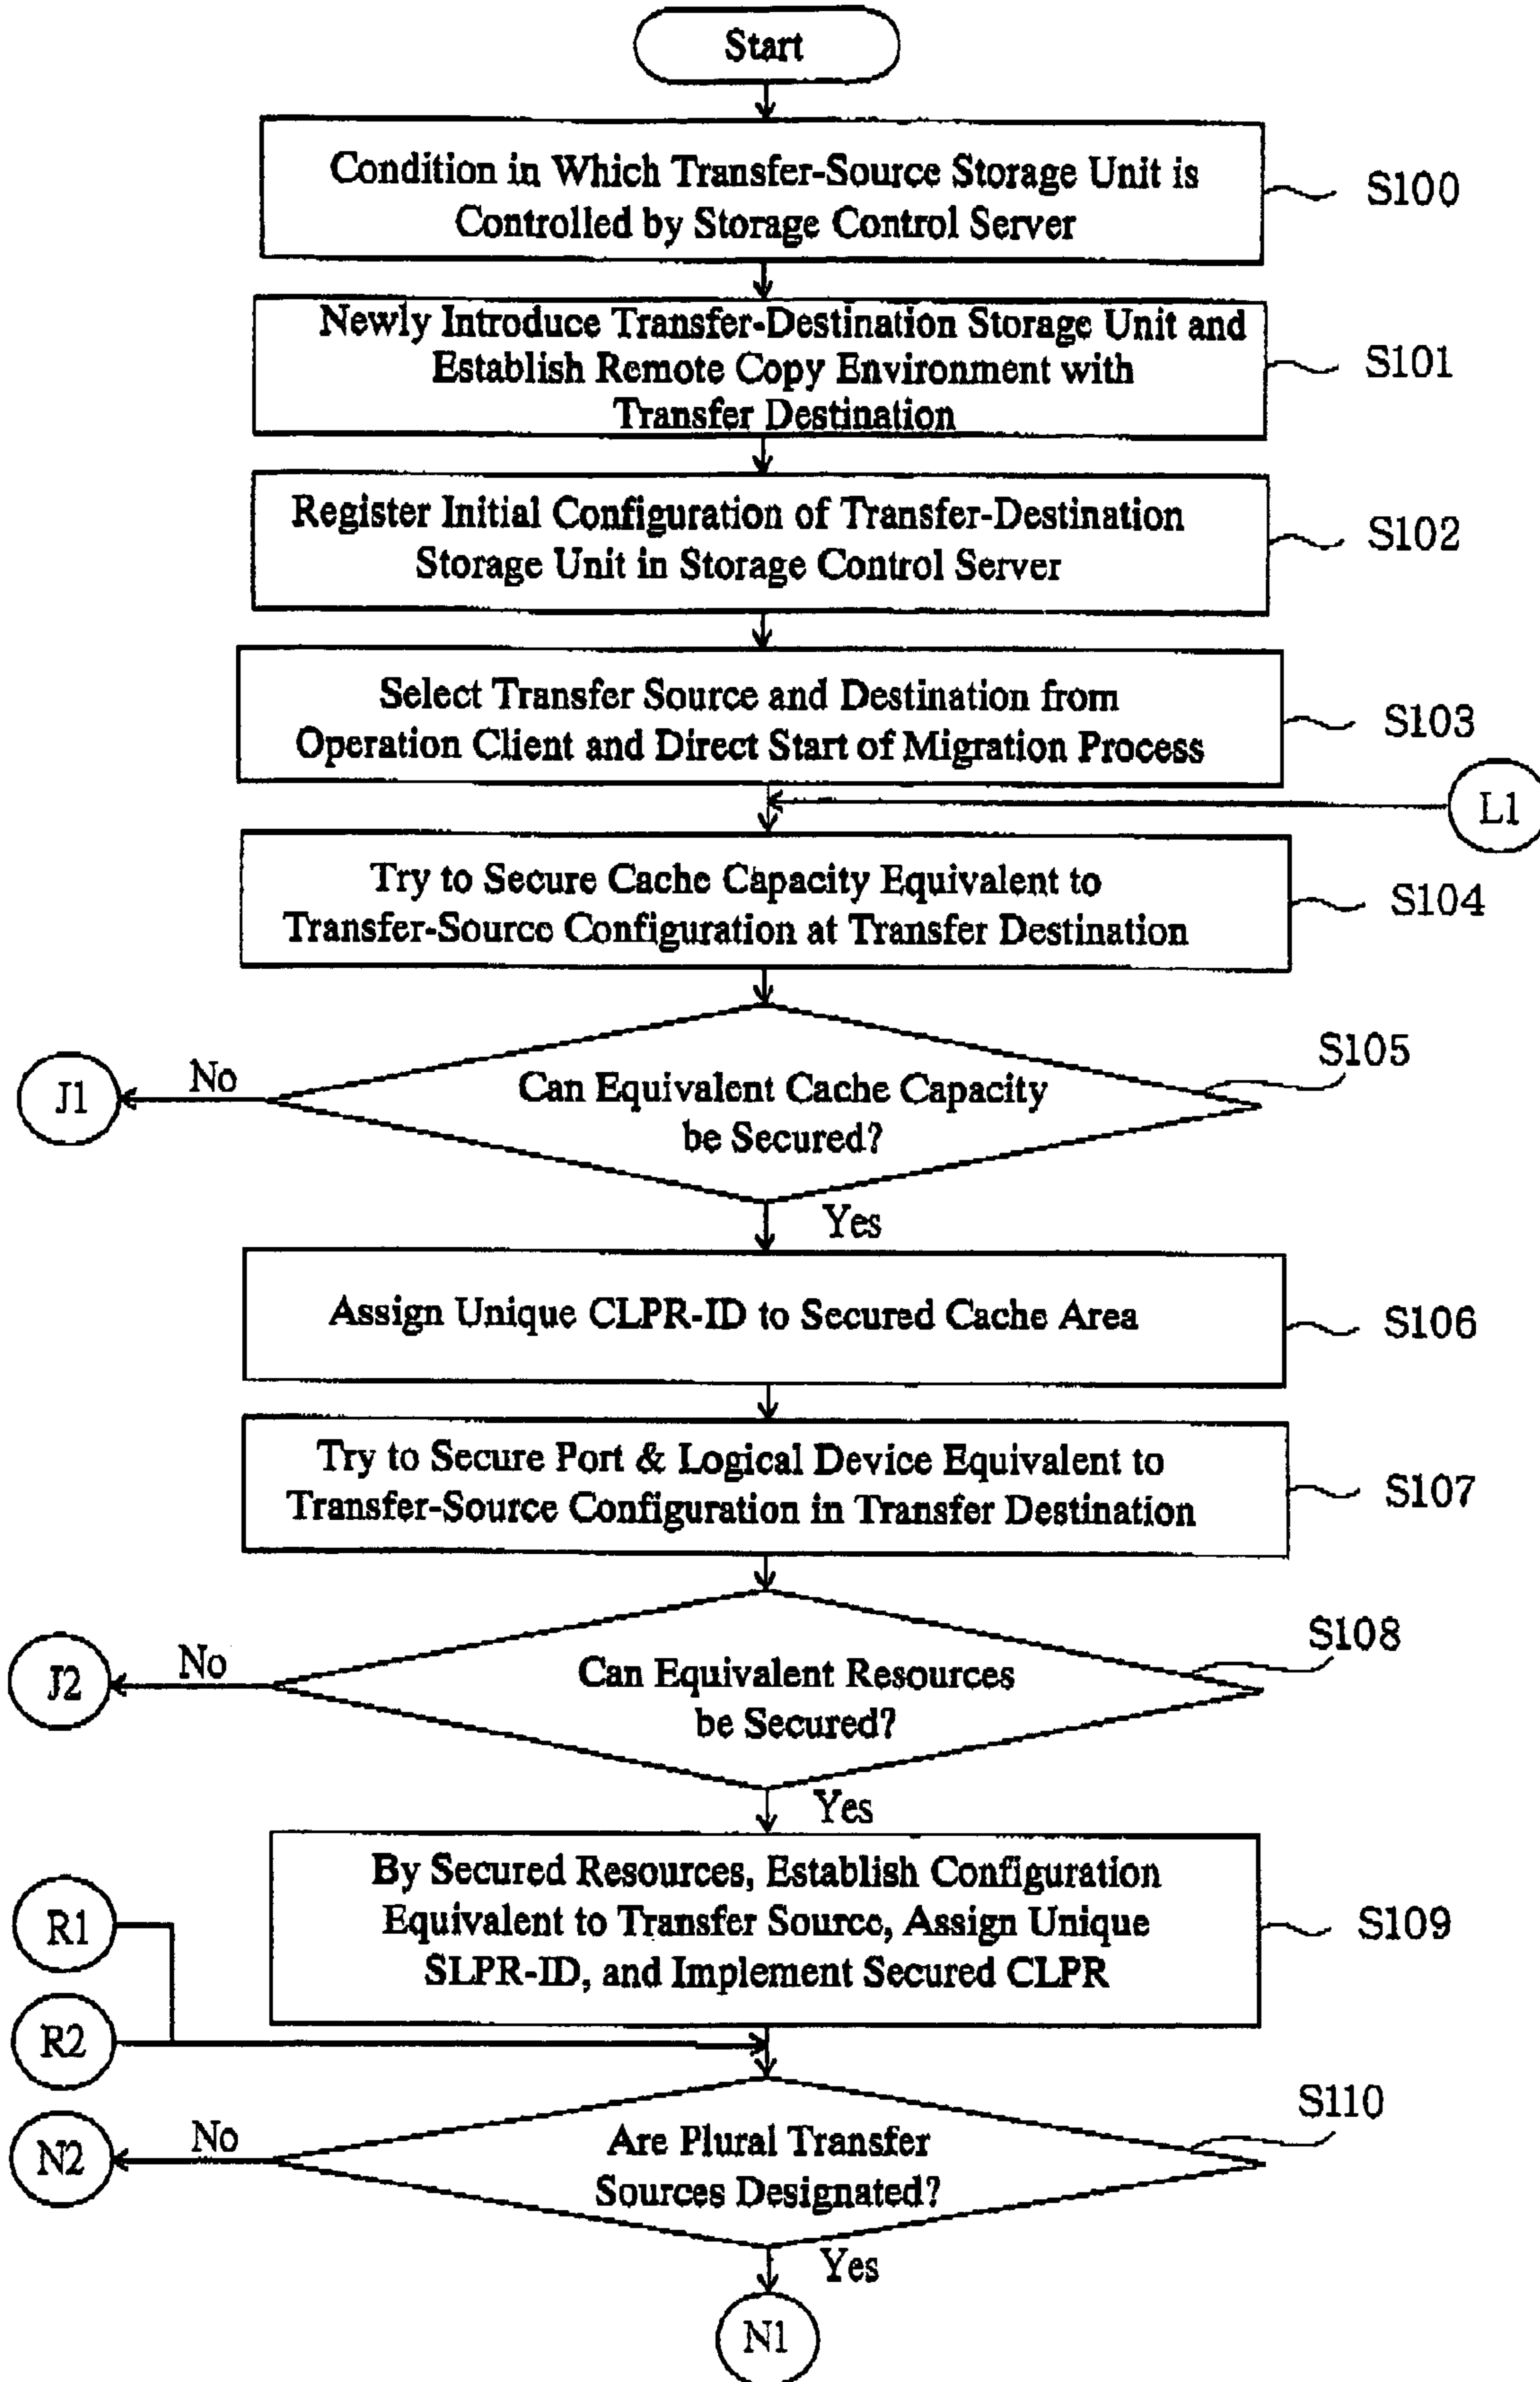 Start
Condition in Which Transfer-Source Storage Unit is
Controlled by Storage Control Server
S100
Newly Introduce Transfer-Destination Storage Unit and
Establish Remote Copy Environment with
Transfer Destination
S101
Register Initial Configuration of Transfer-Destination
Storage Unit in Storage Control Server
S102
Select Transfer Source and Destination from
Operation Client and Direct Start of Migration Process
S103
L1
Try to Secure Cache Capacity Equivalent to
Transfer-Source Configuration at Transfer Destination
S104
S105
J1
No
Can Equivalent Cache Capacity
be Secured?
Yes
Assign Unique CLPR-ID to Secured Cache Area
S106
Try to Secure Port & Logical Device Equivalent to
Transfer-Source Configuration in Transfer Destination
S107
S108
J2
No
Can Equivalent Resources
be Secured?
Yes
By Secured Resources, Establish Configuration
Equivalent to Transfer Source, Assign Unique
SLPR-ID, and Implement Secured CLPR
S109
R1
R2
S110
N2
No
Are Plural Transfer
Sources Designated?
Yes
N1